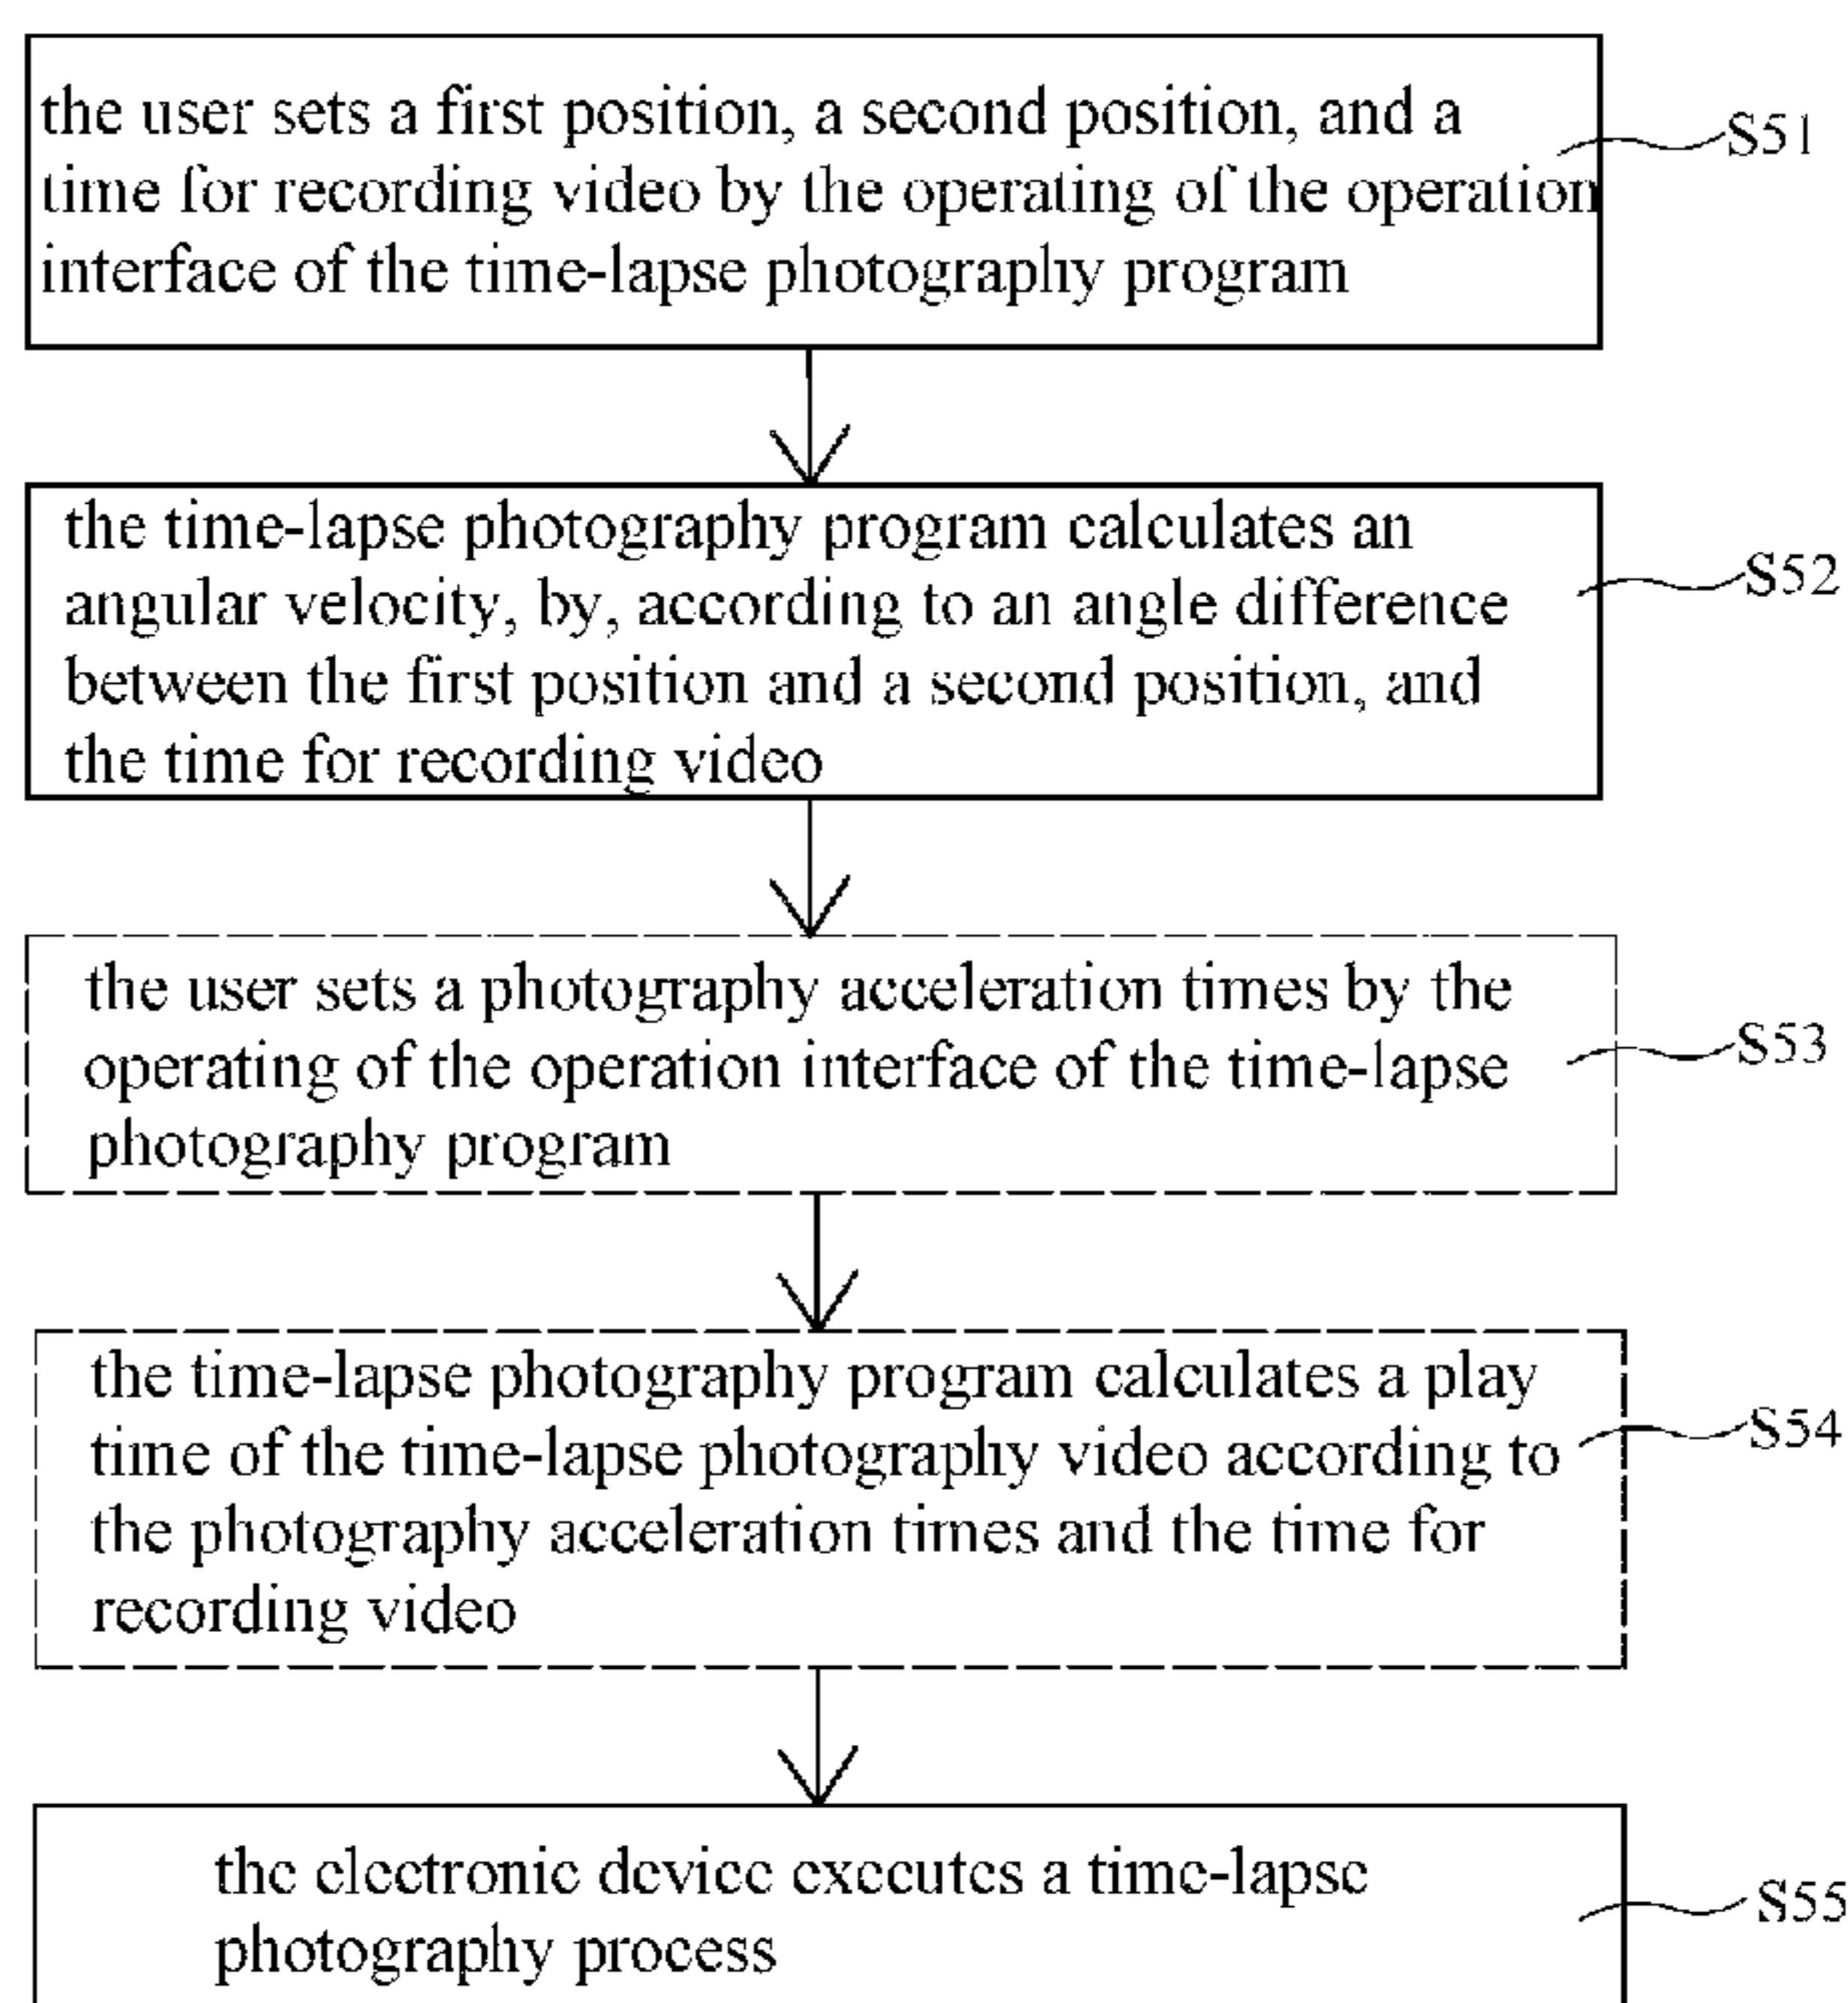 the user sets a first position, a second position, and a
time for recording video by the operating of the operation
interface of the time-lapse photography program
S51
the time-lapse photography program calculates an
angular velocity, by, according to an angle difference
between the first position and a second position, and
the time for recording video
S52
the user sets a photography acceleration times by the
operating of the operation interface of the time-lapse
photography program
S53
the time-lapse photography program calculates a play
time of the time-lapse photography video according to
the photography acceleration times and the time for
recording video
S54
the electronic device executes a time-lapse
photography process
S55